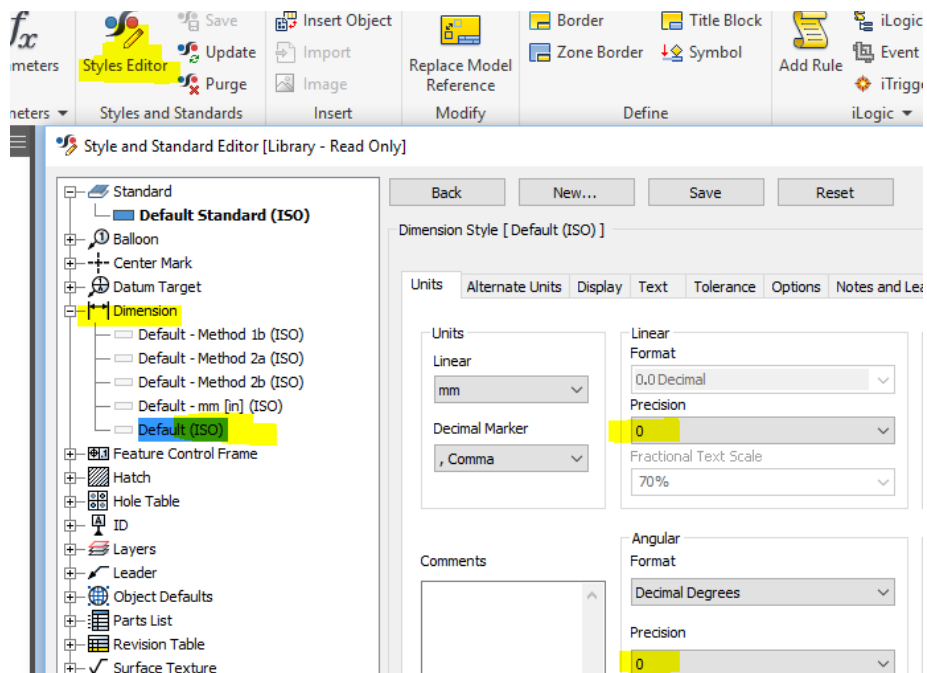 fx
Save
Insert Object
Border
Title Block
iLogic
Styles Editor
Update
Import
Replace Model
Reference
Zone Border
Symbol
Add Rule
Event
Purge
Image
Styles and Standards
Insert
Modify
Define
iLogic
Style and Standard Editor [Library - Read Only]
Standard
Default Standard (ISO)
Balloon
Center Mark
Datum Target
Dimension
Default - Method 1b (ISO)
Default - Method 2a (ISO)
Default - Method 2b (ISO)
Default - mm [in] (ISO)
Default (ISO)
Feature Control Frame
Hatch
Hole Table
ID
Layers
Leader
Object Defaults
Parts List
Revision Table
Surface Texture
Back
New...
Save
Reset
Dimension Style [ Default (ISO) ]
Units
Alternate Units
Display
Text
Tolerance
Options
Notes and Lea
Units
Linear
mm
Decimal Marker
, Comma
Linear
Format
0.0 Decimal
Precision
0
Fractional Text Scale
70%
Comments
Angular
Format
Decimal Degrees
Precision
0